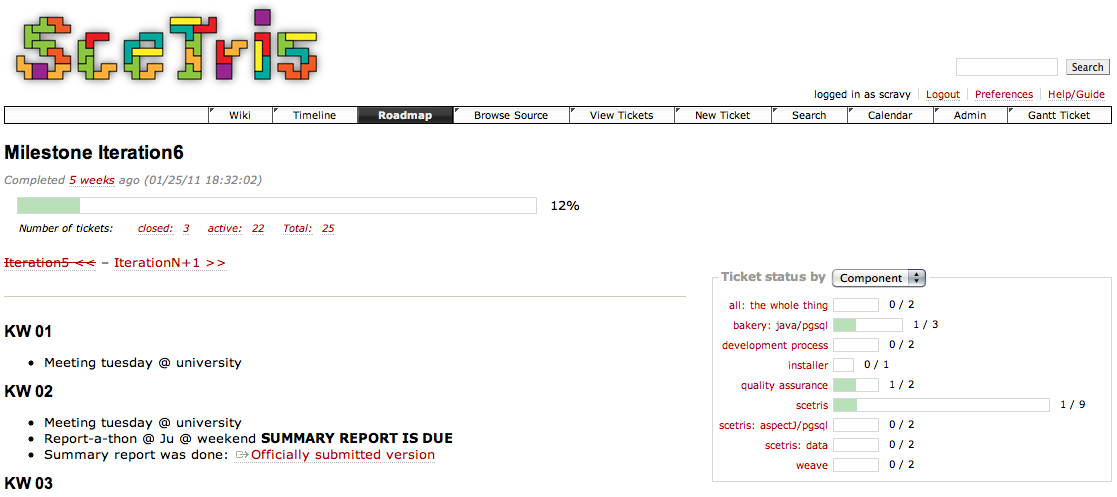 SceTris
Search
logged in as scravy Logout Preferences Help/Guide
Wiki Timeline Roadmap Browse Source View Tickets New Ticket Search Calendar Admin Gantt Ticket
Milestone Iteration6
Completed 5 weeks ago (01/25/11 18:32:02)
12%
Number of tickets: closed: 3 active: 22 Total: 25
Iteration5 << – IterationN+1 >>
Ticket status by Component
all: the whole thing 0 / 2
bakery: java/pgsql 1 / 3
development process 0 / 2
installer 0 / 1
quality assurance 1 / 2
scetris 1 / 9
scetris: aspectJ/pgsql 0 / 2
scetris: data 0 / 2
weave 0 / 2
KW 01
• Meeting tuesday @ university
KW 02
• Meeting tuesday @ university
• Report-a-thon @ Ju @ weekend SUMMARY REPORT IS DUE
• Summary report was done: Officially submitted version
KW 03